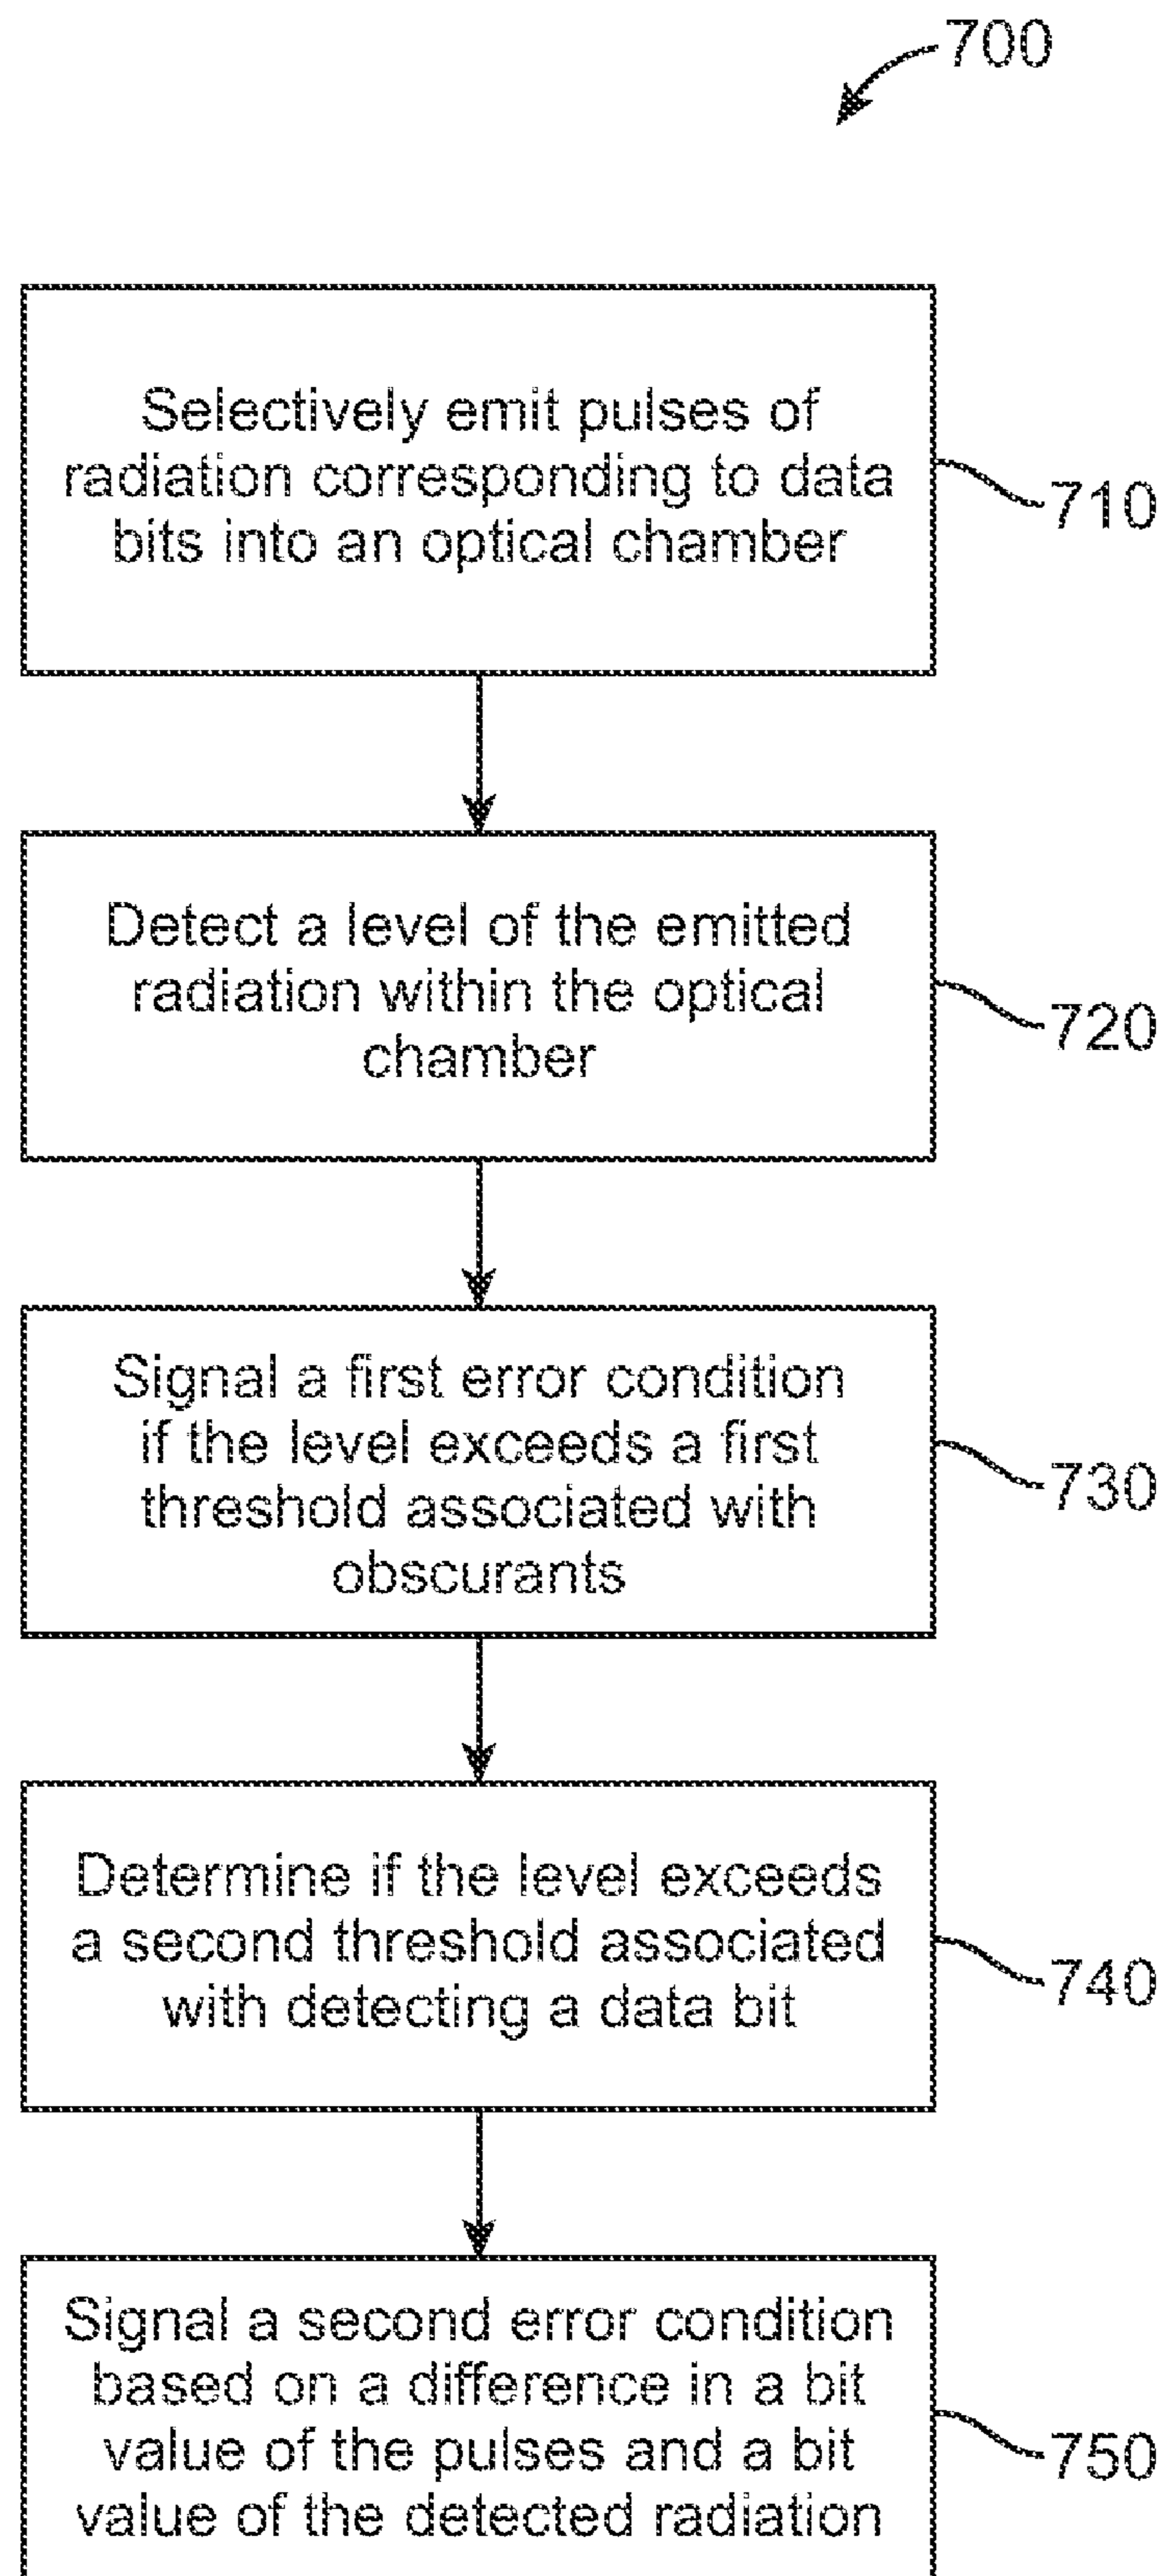 700
Selectively emit pulses of
radiation corresponding to data
bits into an optical chamber
710
Detect a level of the emitted
radiation within the optical
chamber
720
Signal a first error condition
if the level exceeds a first
threshold associated with
obscurants
730
Determine if the level exceeds
a second threshold associated
with detecting a data bit
740
Signal a second error condition
based on a difference in a bit
value of the pulses and a bit
value of the detected radiation
750